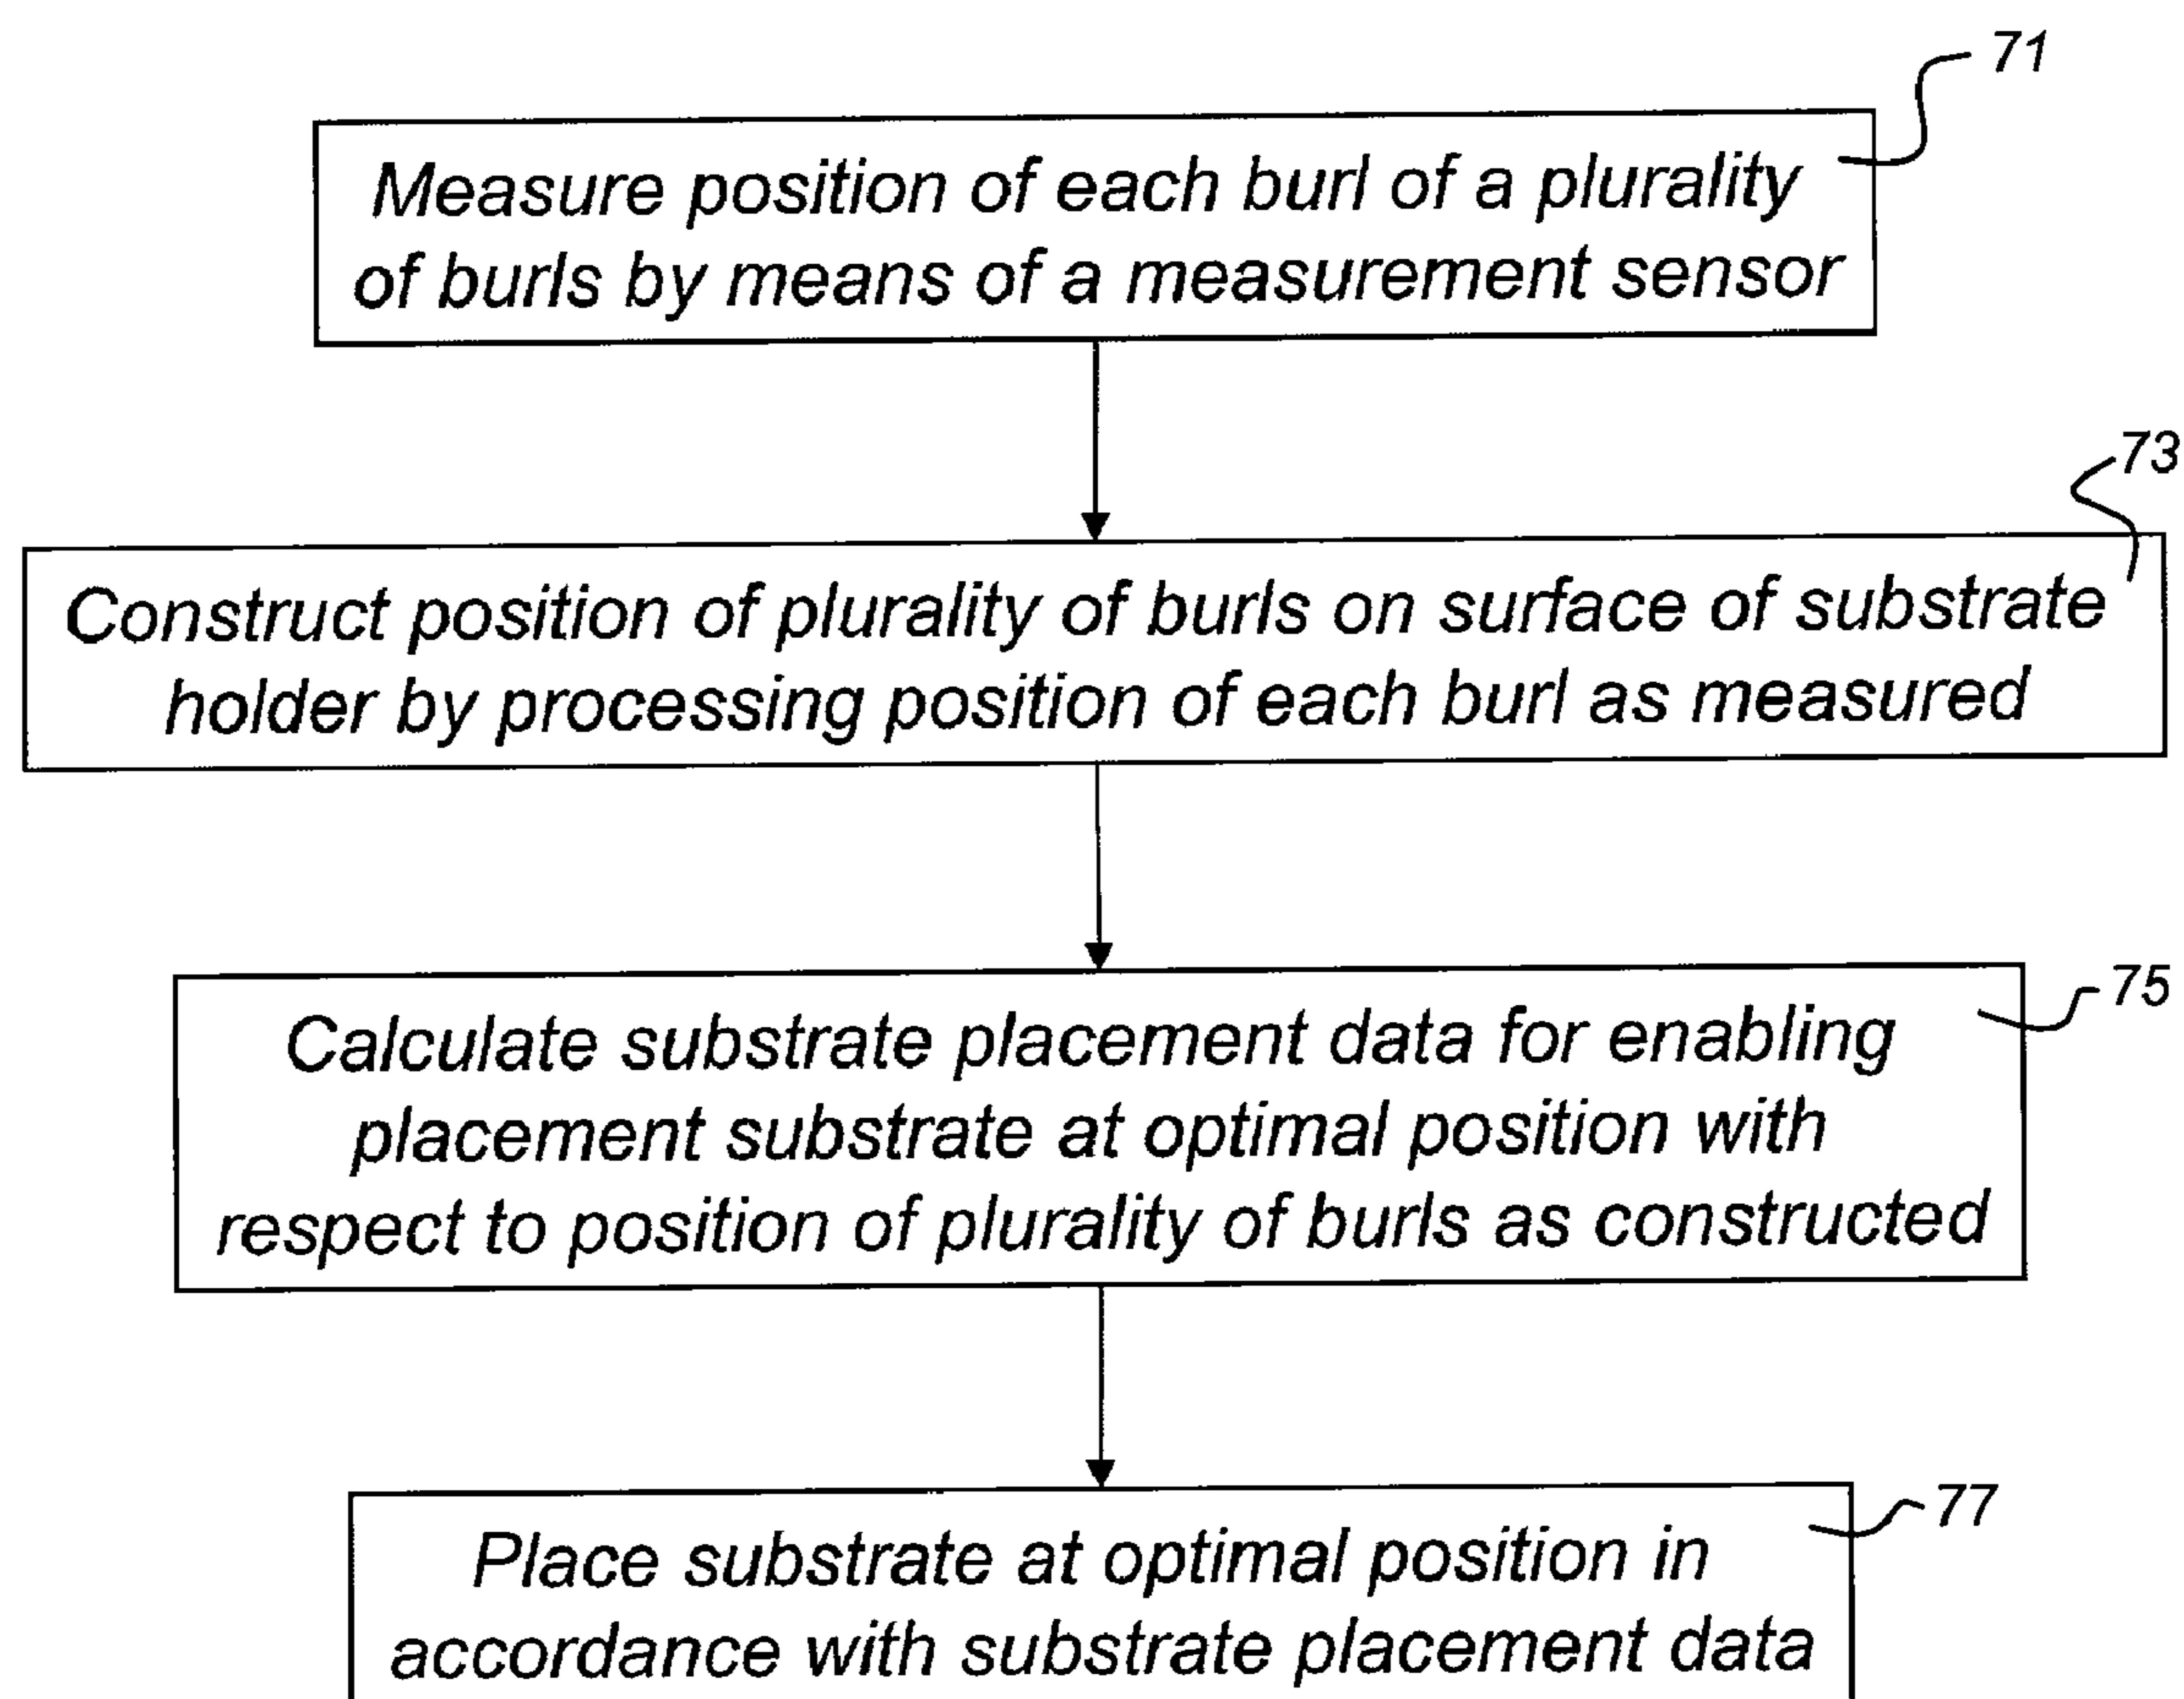 71
Measure position of each burl of a plurality
of burls by means of a measurement sensor
73
Construct position of plurality of burls on surface of substrate
holder by processing position of each burl as measured
75
Calculate substrate placement data for enabling
placement substrate at optimal position with
respect to position of plurality of burls as constructed
77
Place substrate at optimal position in
accordance with substrate placement data